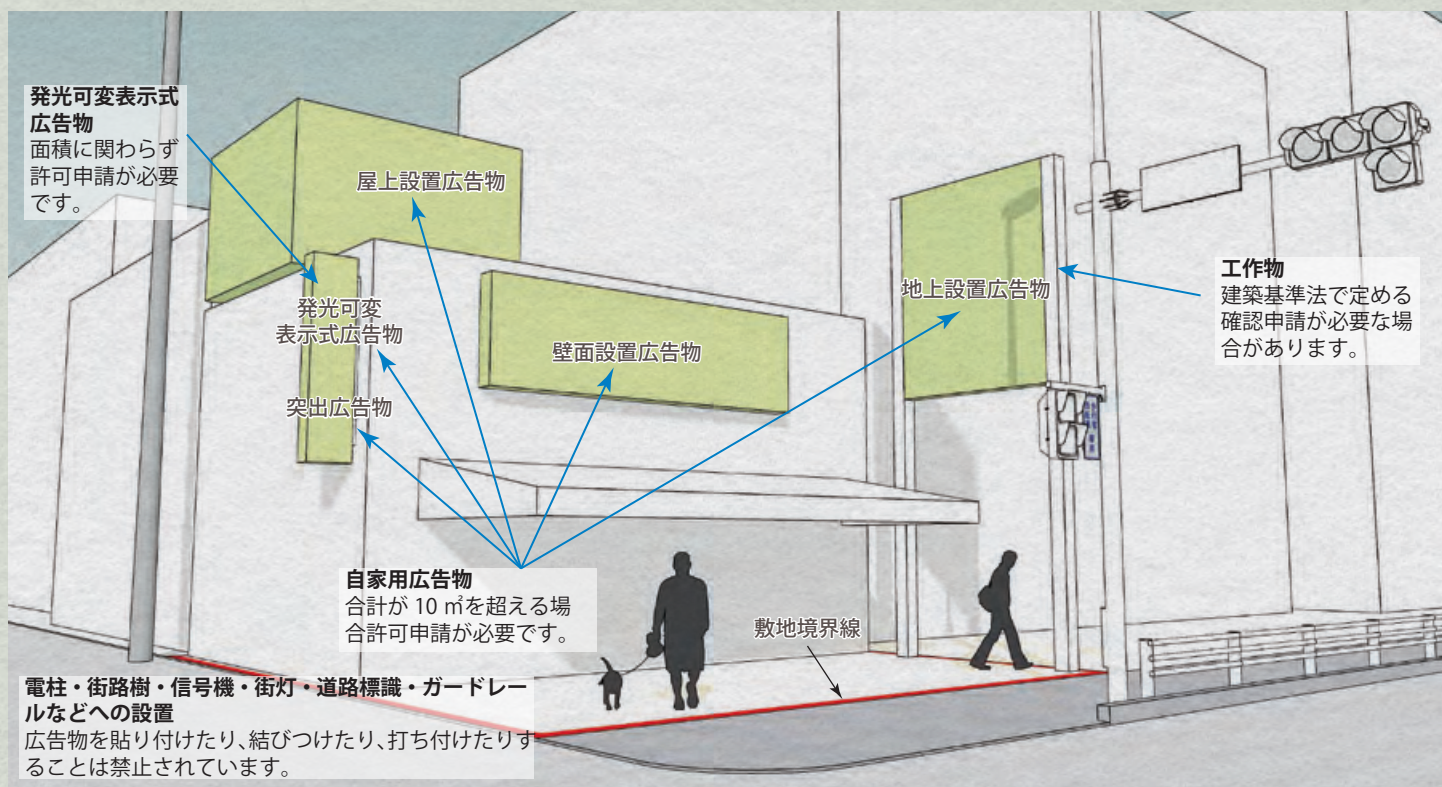 発光可変表示式
広告物
面積に関わらず
許可申請が必要
です。
屋上設置広告物
発光可変
表示式広告物
突出広告物
壁面設置広告物
地上設置広告物
工作物
建築基準法で定める
確認申請が必要な場
合があります。
自家用広告物
合計が 10 ㎡を超える場
合許可申請が必要です。
敷地境界線
電柱・街路樹・信号機・街灯・道路標識・ガードレー
ルなどへの設置
広告物を貼り付けたり、結びつけたり、打ち付けたりす
ることは禁止されています。